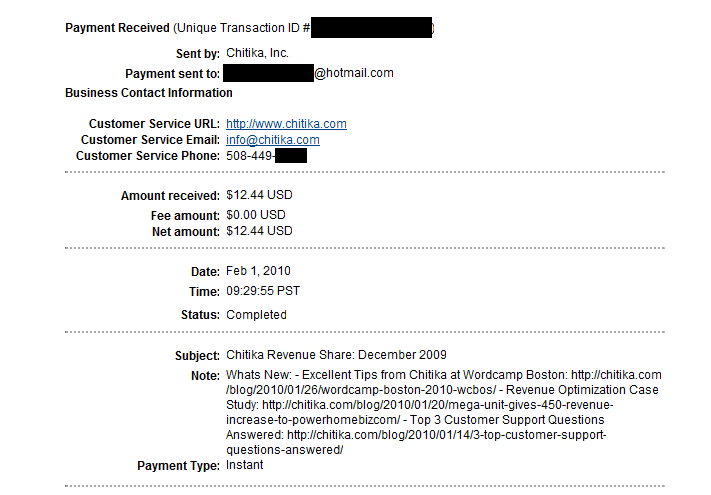 Payment Received (Unique Transaction ID # )
Sent by: Chitika, Inc.
Payment sent to: @hotmail.com
Business Contact Information
Customer Service URL: http://www.chitika.com
Customer Service Email: info@chitika.com
Customer Service Phone: 508-449-
Amount received: $12.44 USD
Fee amount: $0.00 USD
Net amount: $12.44 USD
Date: Feb 1, 2010
Time: 09:29:55 PST
Status: Completed
Subject: Chitika Revenue Share: December 2009
Note: Whats New: - Excellent Tips from Chitika at Wordcamp Boston: http://chitika.com
/blog/2010/01/26/wordcamp-boston-2010-wcbos/ - Revenue Optimization Case
Study: http://chitika.com/blog/2010/01/20/mega-unit-gives-450-revenue-
increase-to-powerhomebizcom/ - Top 3 Customer Support Questions
Answered: http://chitika.com/blog/2010/01/14/3-top-customer-support-
questions-answered/
Payment Type: Instant